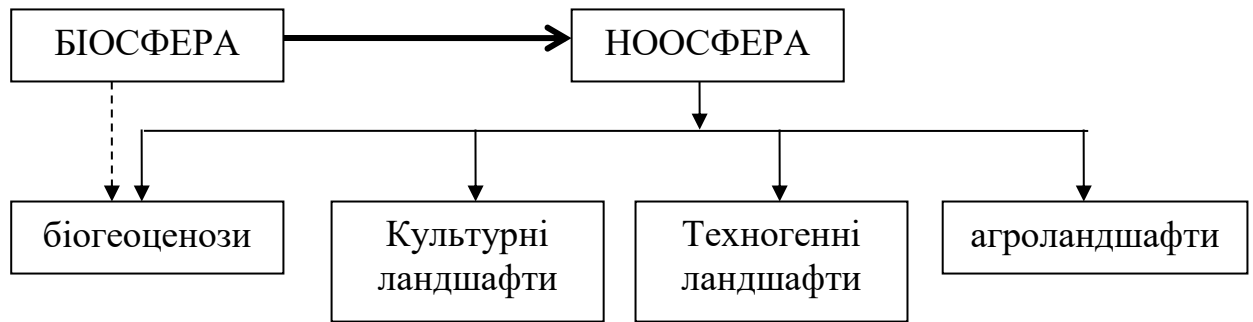 БІОСФЕРА
НООСФЕРА
біогеоценози
Культурні
ландшафти
Техногенні
ландшафти
агроландшафти